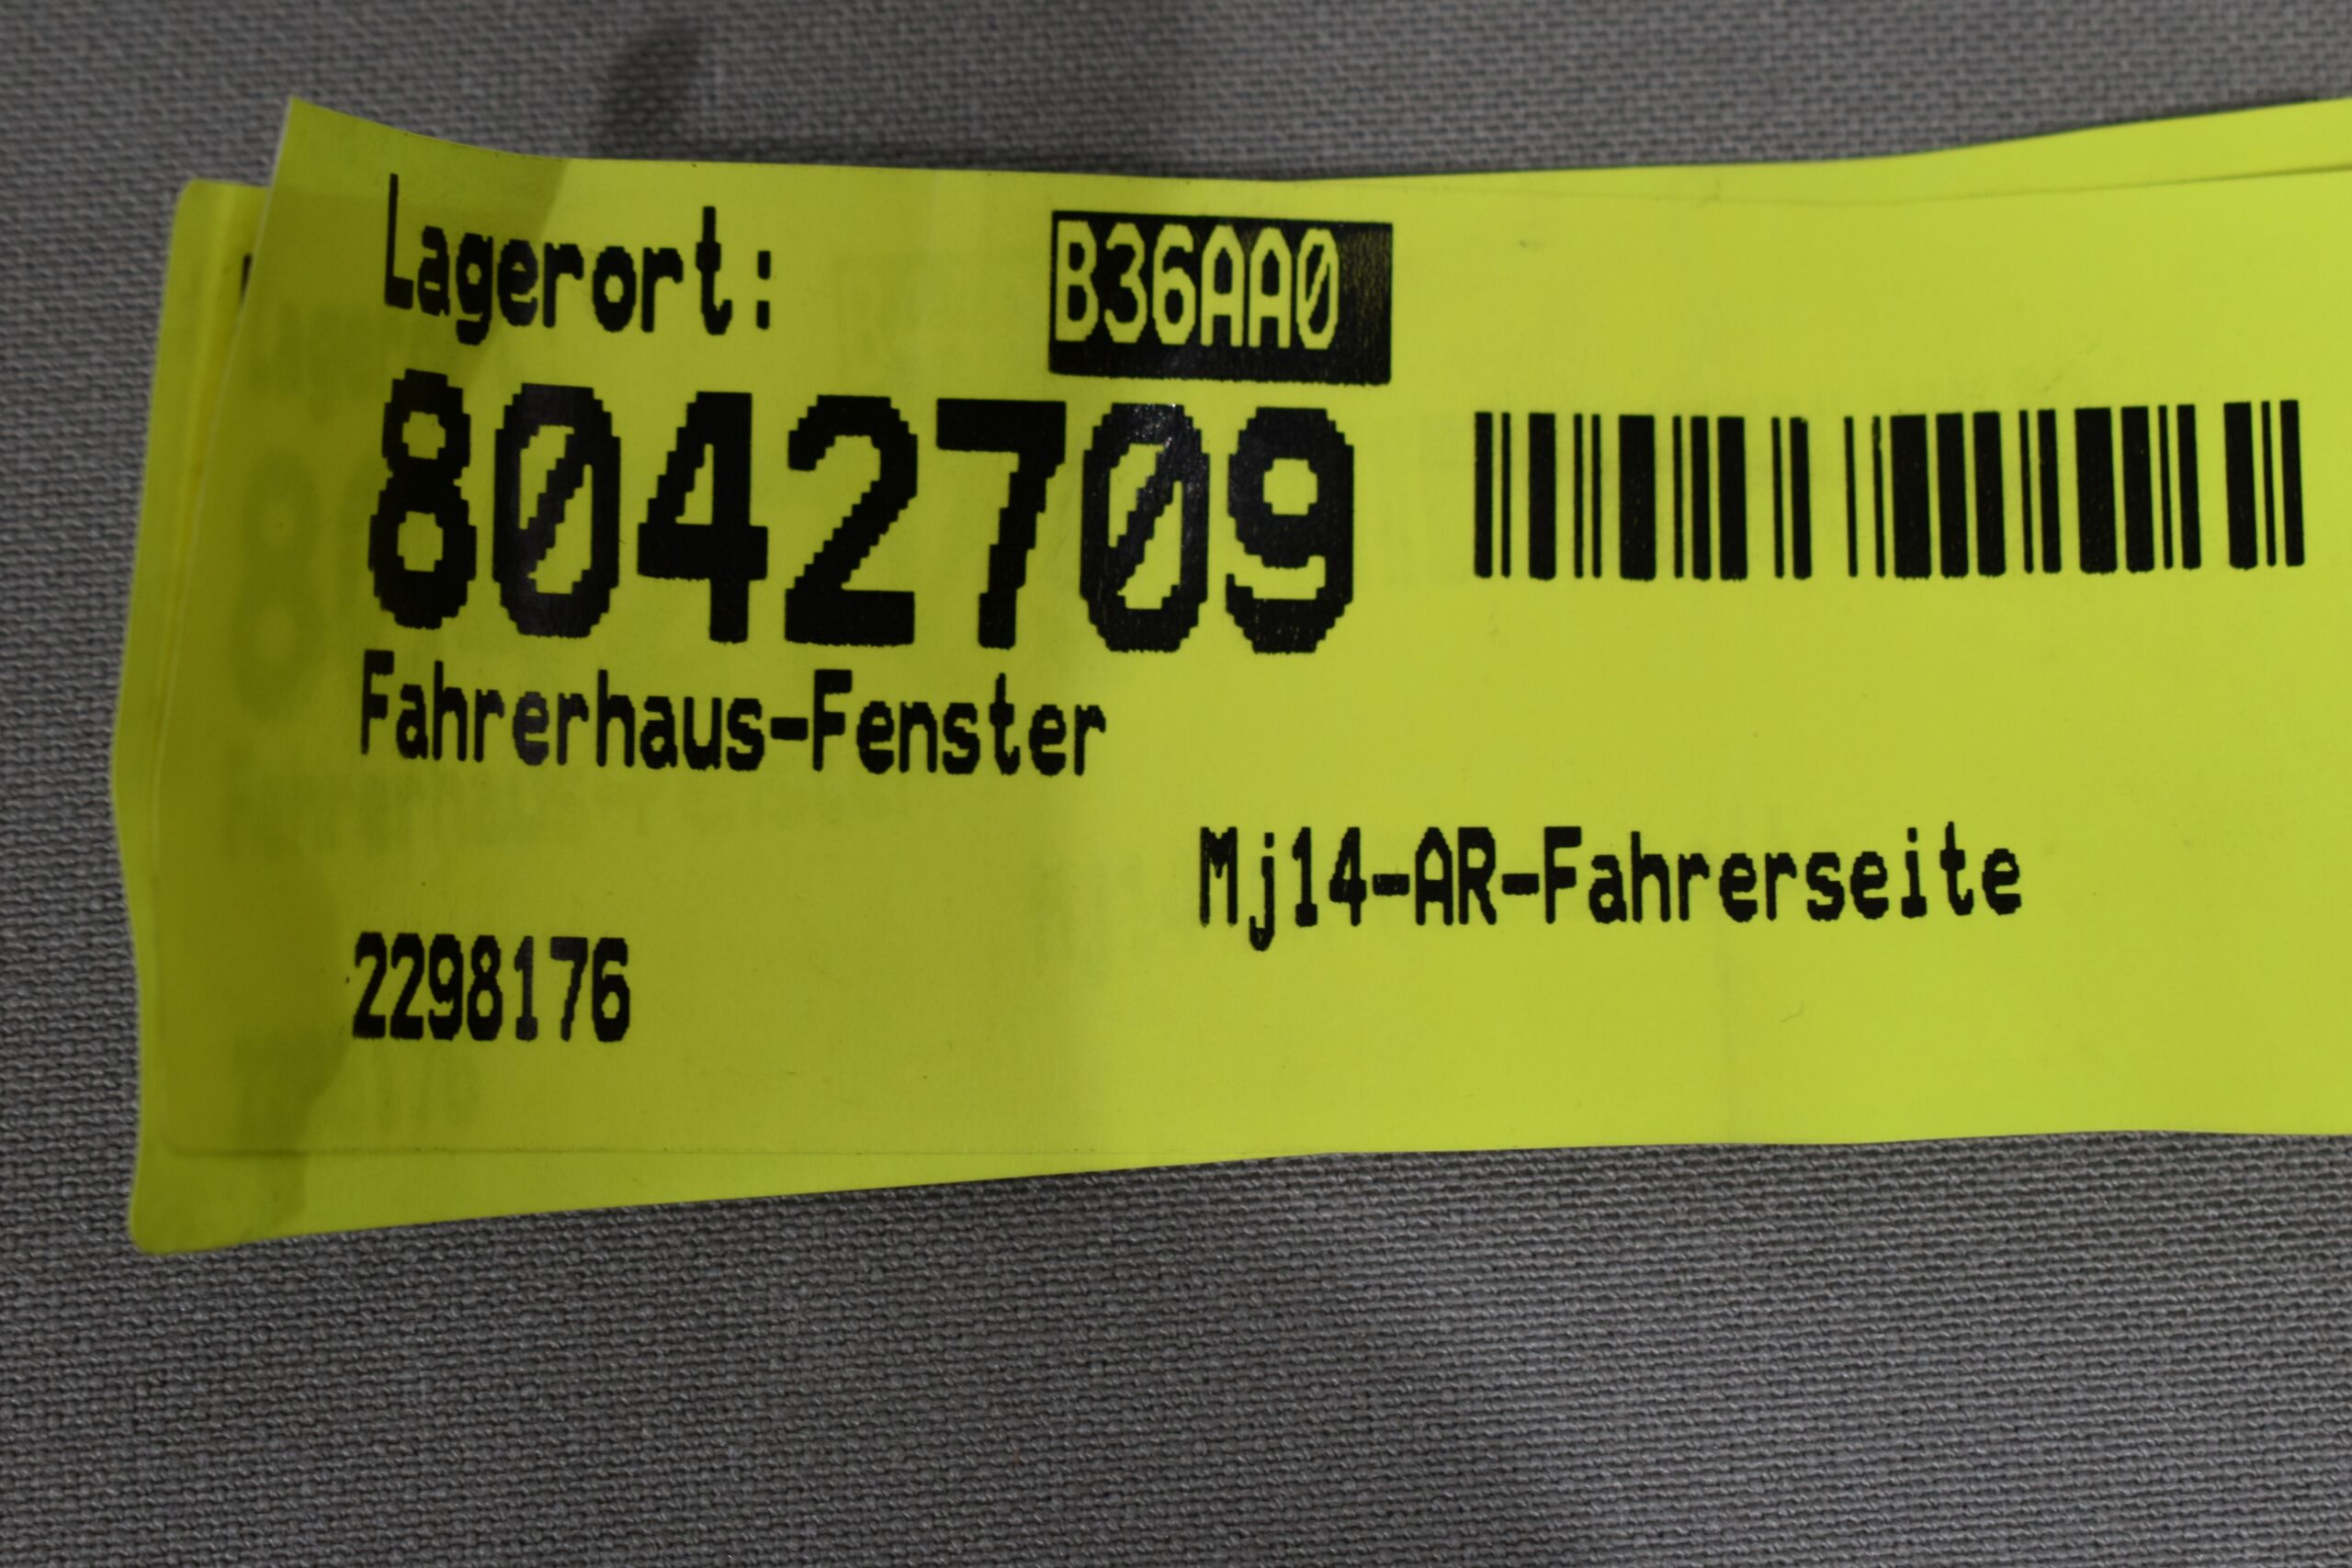 Lagerort: B36AA0
8042709
Fahrerhaus-Fenster
Mj14-AR-Fahrerseite
2298176